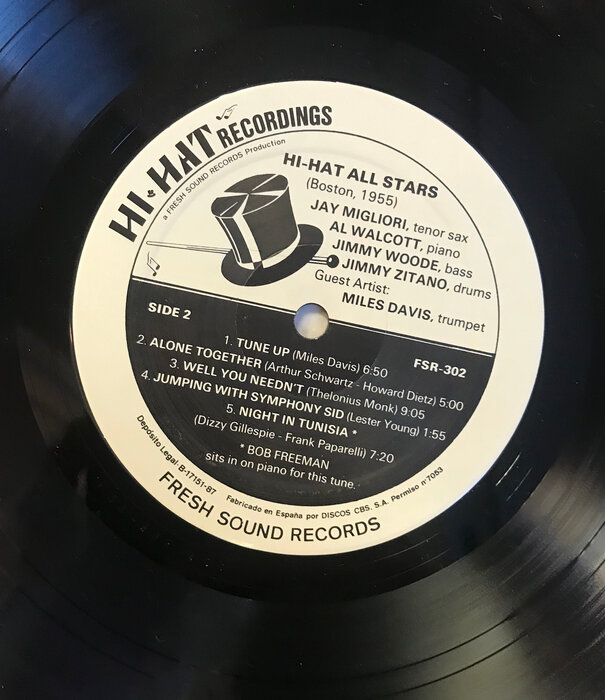 HI-HAT RECORDINGS
a FRESH SOUND RECORDS Production
HI-HAT ALL STARS
(Boston, 1955)
JAY MIGLIORI, tenor sax
AL WALCOTT, piano
JIMMY WOODE, bass
JIMMY ZITANO, drums
Guest Artist:
MILES DAVIS, trumpet
SIDE 2
FSR-302
1. TUNE UP (Miles Davis) 6:50
2. ALONE TOGETHER (Arthur Schwartz - Howard Dietz) 5:00
3. WELL YOU NEEDN'T (Thelonius Monk) 9:05
4. JUMPING WITH SYMPHONY SID (Lester Young) 1:55
5. NIGHT IN TUNISIA *
(Dizzy Gillespie - Frank Paparelli) 7:20
* BOB FREEMAN
sits in on piano for this tune.
Depósito Legal: B-17151-87 Fabricado en España por DISCOS CBS. S.A. Permiso nº 7053
FRESH SOUND RECORDS